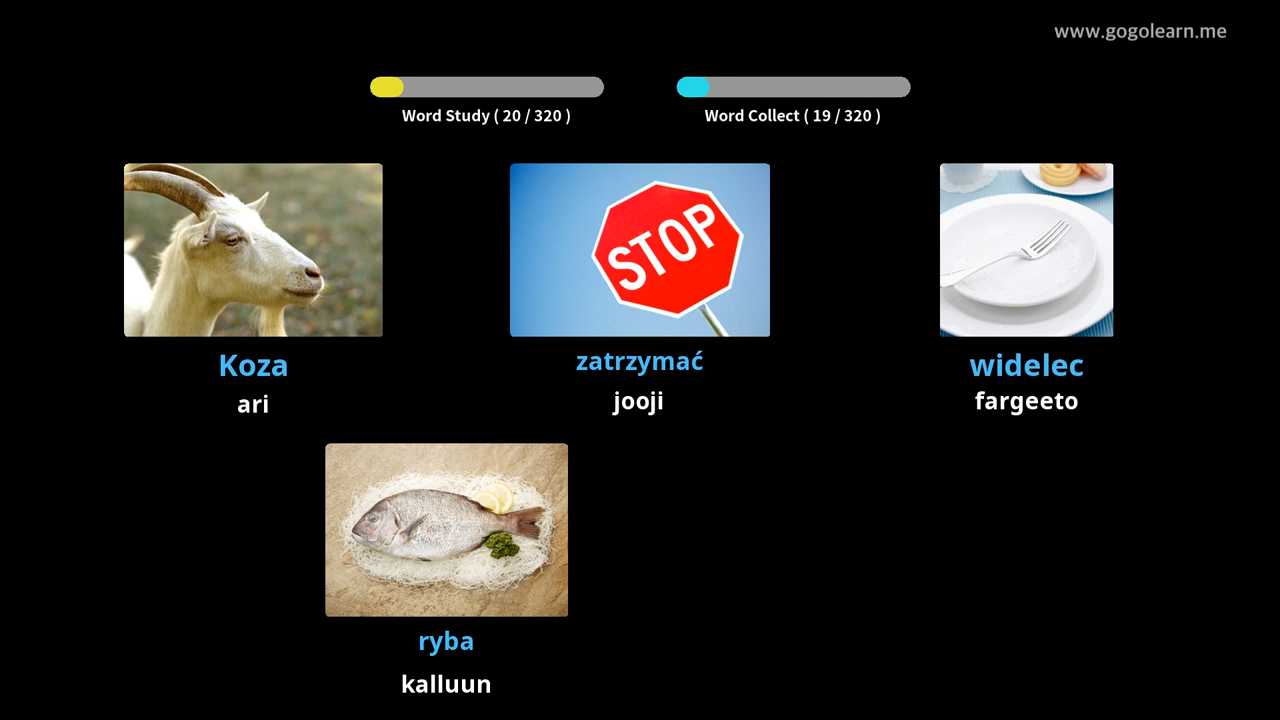 www.gogolearn.me
Word Study ( 20 / 320 )
Word Collect ( 19 / 320 )
STOP
Koza
ari
zatrzymać
jooji
widelec
fargeeto
ryba
kalluun